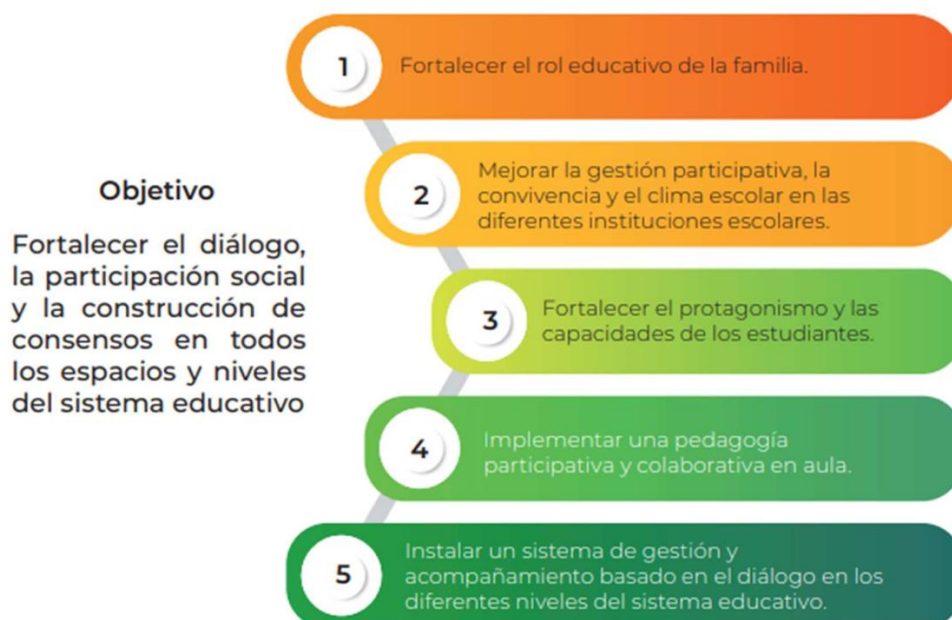 Objetivo
Fortalecer el diálogo,
la participación social
y la construcción de
consensos en todos
los espacios y niveles
del sistema educativo
1
Fortalecer el rol educativo de la familia.
2
Mejorar la gestión participativa, la
convivencia y el clima escolar en las
diferentes instituciones escolares.
3
Fortalecer el protagonismo y las
capacidades de los estudiantes.
4
Implementar una pedagogía
participativa y colaborativa en aula.
5
Instalar un sistema de gestión y
acompañamiento basado en el diálogo en los
diferentes niveles del sistema educativo.